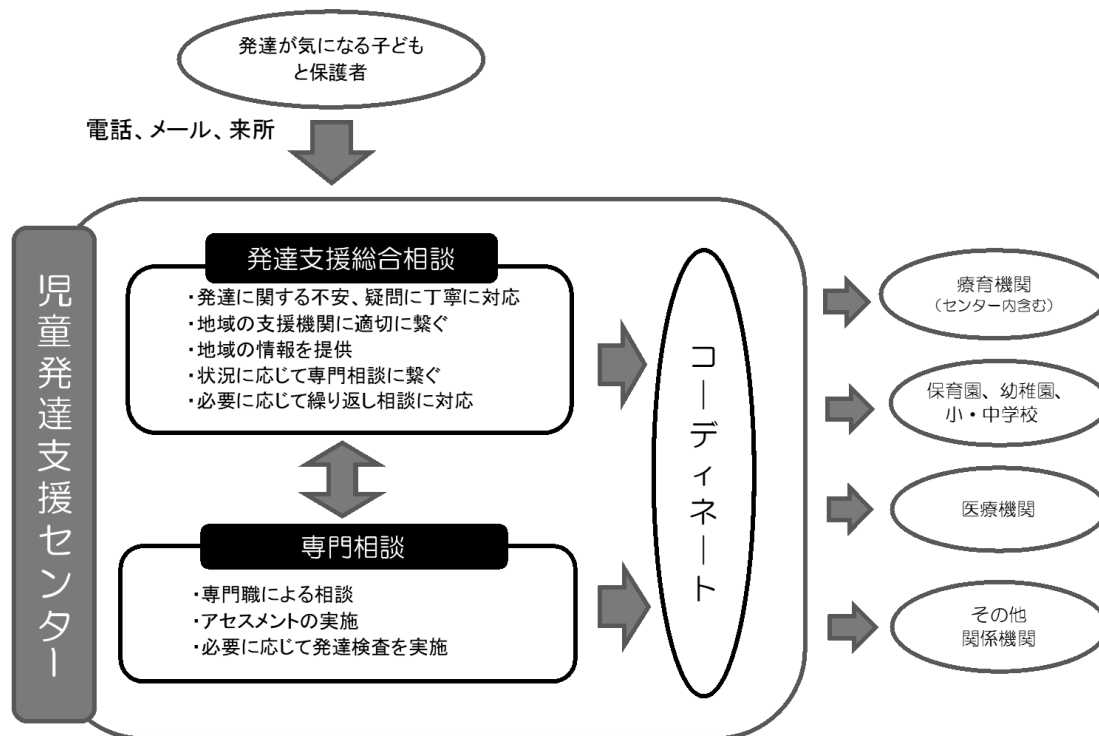 発達が気になる子ども
と保護者
電話、メール、来所
児童発達支援センター
発達支援総合相談
・発達に関する不安、疑問に丁寧に対応
・地域の支援機関に適切に繋ぐ
・地域の情報を提供
・状況に応じて専門相談に繋ぐ
・必要に応じて繰り返し相談に対応
専門相談
・専門職による相談
・アセスメントの実施
・必要に応じて発達検査を実施
コーディネート
療育機関
（センター内含む）
保育園、幼稚園、
小・中学校
医療機関
その他
関係機関